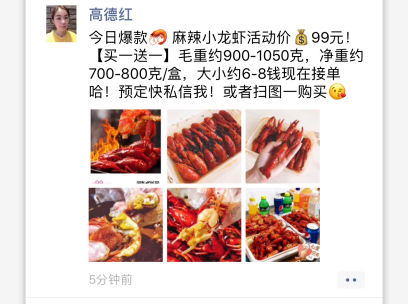 高德红
今日爆款 麻辣小龙虾活动价💰99元！
【买一送一】毛重约900-1050克，净重约
700-800克/盒，大小约6-8钱现在接单
哈！预定快私信我！或者扫图一购买😘
5分钟前